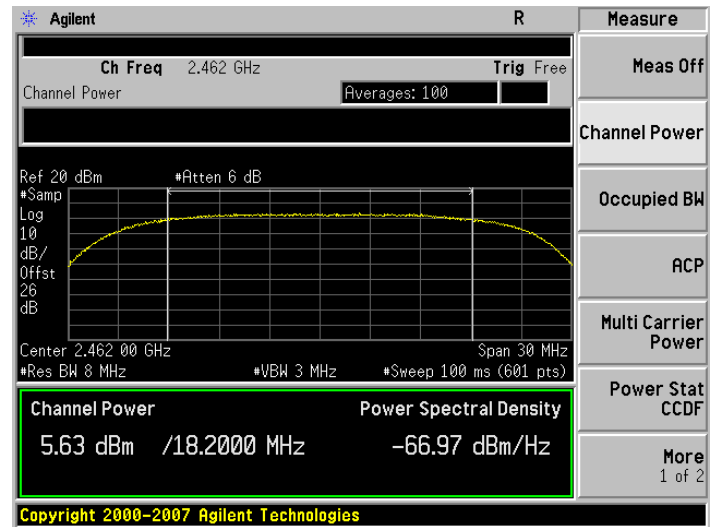 Agilent R Measure
Ch Freq 2.462 GHz Trig Free
Channel Power Averages: 100
Ref 20 dBm #Atten 6 dB
#Samp
Log
10
dB/
Offst
26
dB
Center 2.462 00 GHz Span 30 MHz
#Res BW 8 MHz #VBW 3 MHz #Sweep 100 ms (601 pts)
Channel Power Power Spectral Density
5.63 dBm /18.2000 MHz -66.97 dBm/Hz
Copyright 2000-2007 Agilent Technologies
Meas Off
Channel Power
Occupied BW
ACP
Multi Carrier
Power
Power Stat
CCDF
More
1 of 2